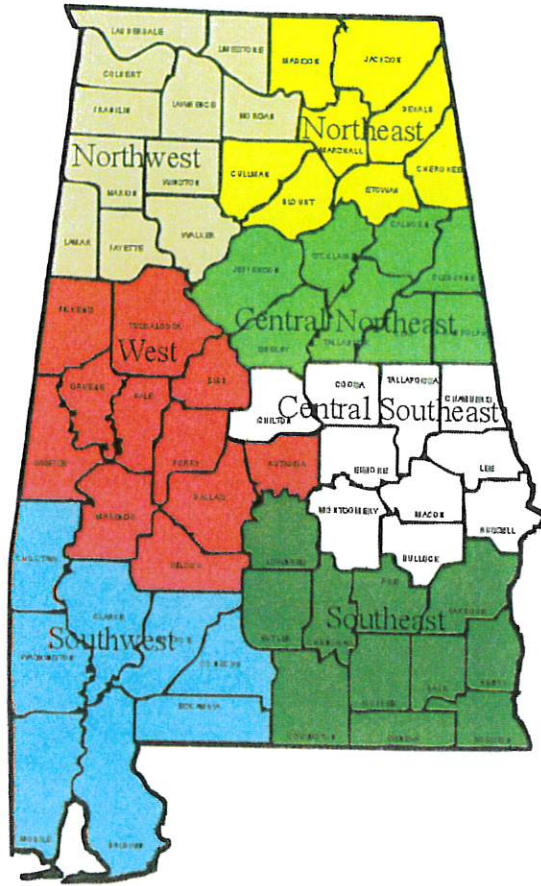 LAUDERDALE
LIMESTONE
MADISON
JACKSON
COLBERT
FRANKLIN
LAWRENCE
MORGAN
DEKALB
Northeast
MARSHALL
Northwest
CHEROKEE
MARION
WINSTON
CULLMAN
ETOWAH
BLOUNT
LAMAR
FAYETTE
WALKER
CALHOUN
JEFFERSON
ST.CLAIR
CLEBURNE
PICKENS
TUSCALOOSA
Central Northeast
SHELBY
TALLADEGA
RANDOLPH
West
BIBB
GREENE
HALE
COOSA
TALLAPOOSA
CHAMBERS
Central Southeast
CHILTON
SUMTER
PERRY
AUTAUGA
ELMORE
LEE
DALLAS
MONTGOMERY
MACON
RUSSELL
MARENGO
BULLOCK
CHOCTAW
WILCOX
LOWNDES
PIKE
BARBOUR
CLARKE
Southeast
Southwest
BUTLER
CRENSHAW
WASHINGTON
CONECUH
COFFEE
DALE
HENRY
ESCAMBIA
COVINGTON
GENEVA
HOUSTON
MOBILE
BALDWIN